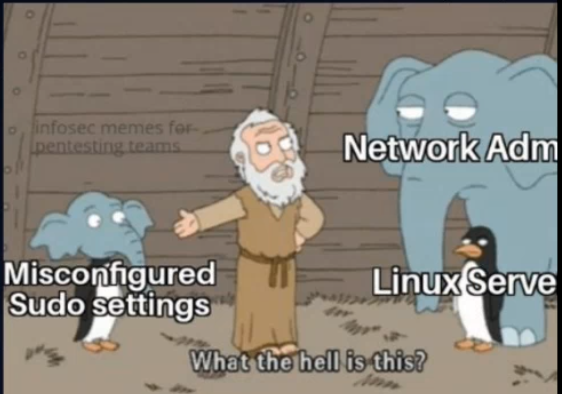 infosec memes for
pentesting teams
Network Adm
Misconfigured
Sudo settings
Linux Serve
What the hell is this?